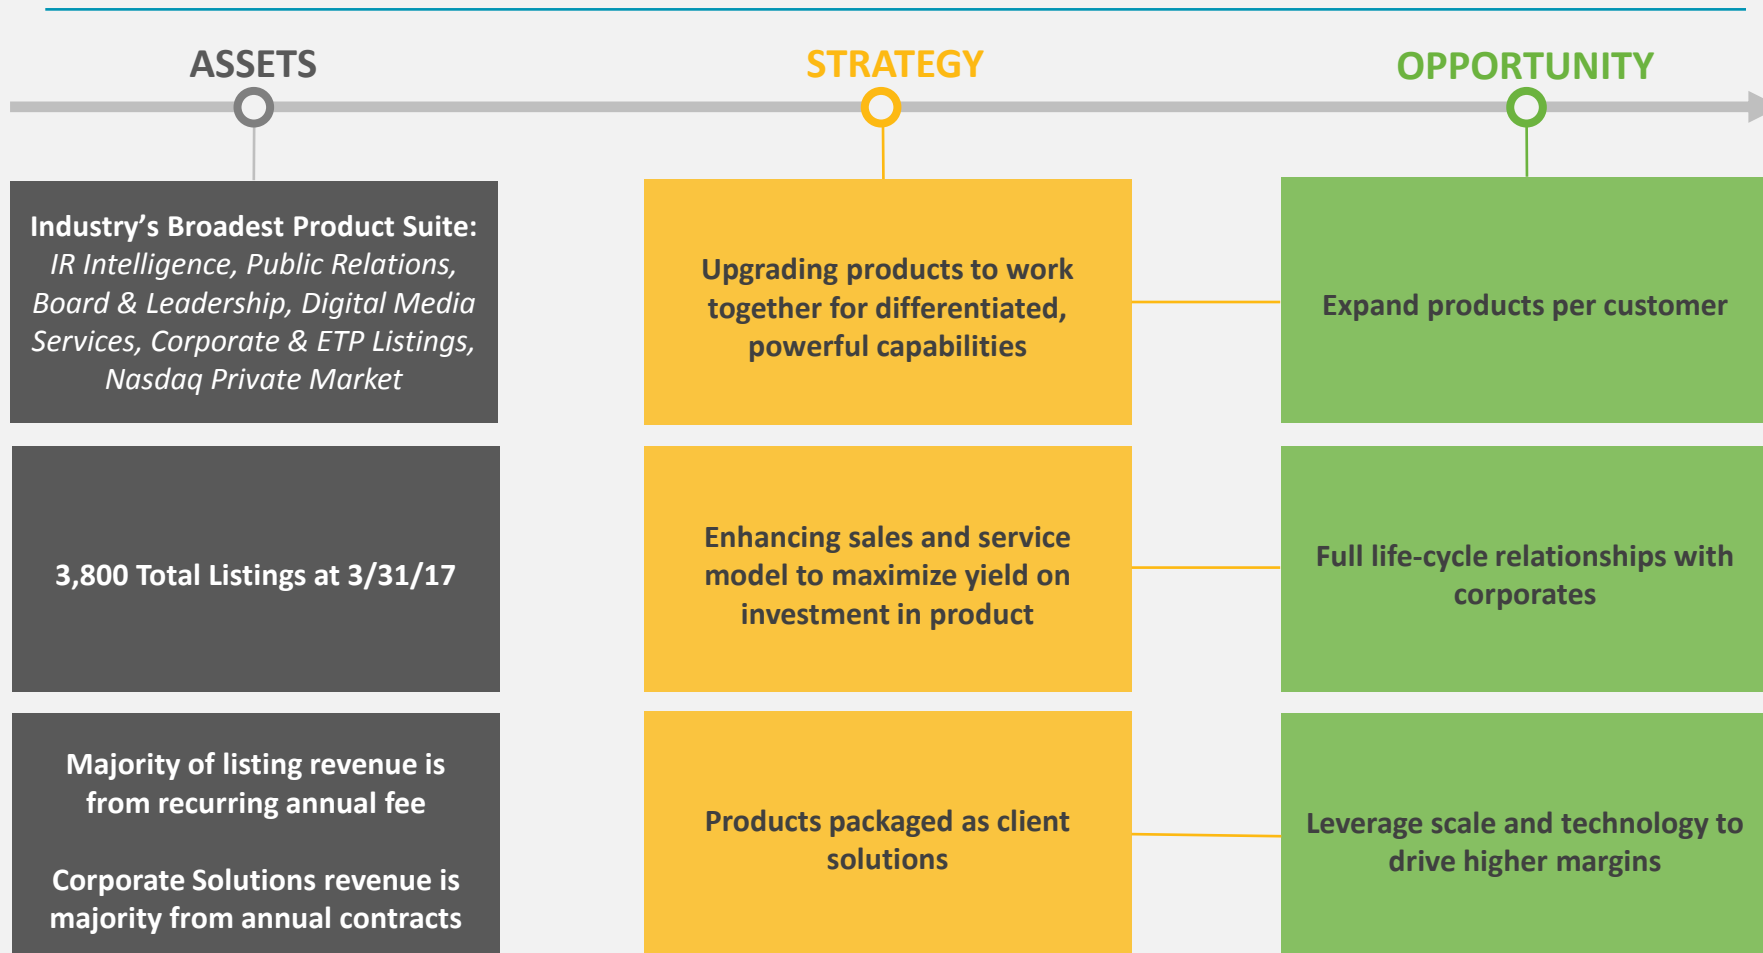 ASSETS
STRATEGY
OPPORTUNITY
Industry’s Broadest Product Suite:
IR Intelligence, Public Relations,
Board & Leadership, Digital Media
Services, Corporate & ETP Listings,
Nasdaq Private Market
Upgrading products to work
together for differentiated,
powerful capabilities
Expand products per customer
3,800 Total Listings at 3/31/17
Enhancing sales and service
model to maximize yield on
investment in product
Full life-cycle relationships with
corporates
Majority of listing revenue is
from recurring annual fee
Corporate Solutions revenue is
majority from annual contracts
Products packaged as client
solutions
Leverage scale and technology to
drive higher margins